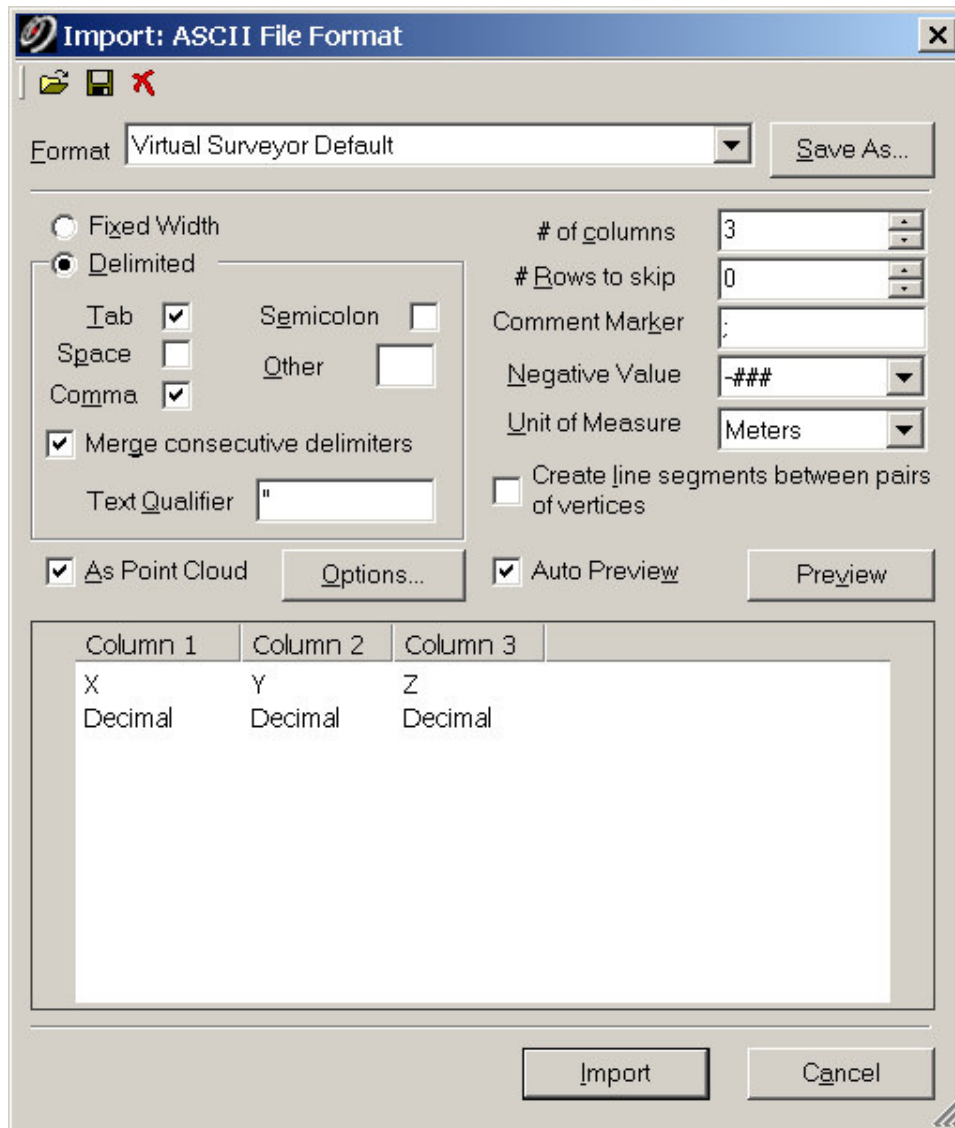 Import: ASCII File Format
Format Virtual Surveyor Default Save As...
Fixed Width
Delimited
Tab Semicolon
Space Other
Comma
Merge consecutive delimiters
Text Qualifier "
# of columns 3
# Rows to skip 0
Comment Marker ;
Negative Value -###
Unit of Measure Meters
Create line segments between pairs
of vertices
As Point Cloud Options... Auto Preview Preview
Column 1 Column 2 Column 3
X Y Z
Decimal Decimal Decimal
Import Cancel